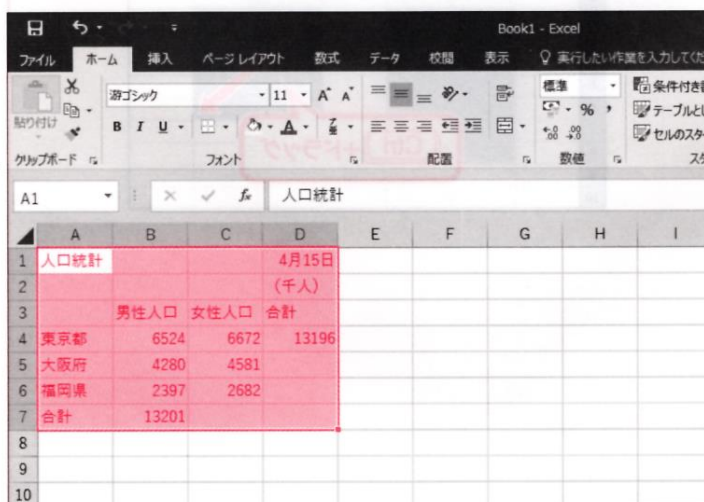 Book1 - Excel
ファイル ホーム 挿入 ページレイアウト 数式 データ 校閲 表示 実行したい作業を入力してくだ
貼り付け 游ゴシック 11 A A 標準 条件付き
B I U A % , テーブルとし
セルのスタ
クリップボード フォント 配置 数値 スタ
A1 fx 人口統計
A B C D E F G H I
1 人口統計 4月15日
2 (千人)
3 男性人口 女性人口 合計
4 東京都 6524 6672 13196
5 大阪府 4280 4581
6 福岡県 2397 2682
7 合計 13201
8
9
10